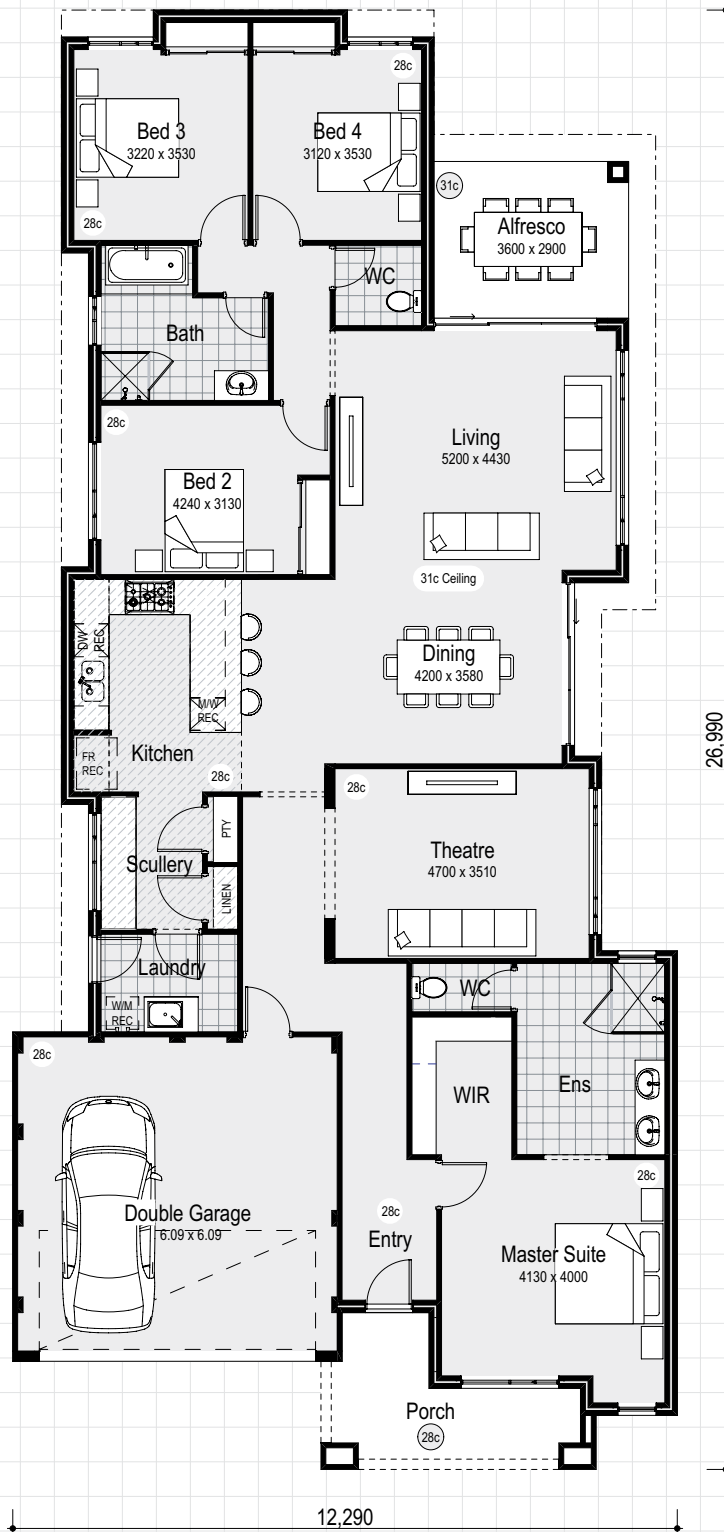 28c
Bed 3
3220 x 3530
Bed 4
3120 x 3530
28c
31c
Alfresco
3600 x 2900
WC
Bath
28c
Living
5200 x 4430
Bed 2
4240 x 3130
31c Ceiling
DW
REC
Dining
4200 x 3580
M/W
REC
26,990
FR
REC
Kitchen
28c
28c
PTY
Theatre
4700 x 3510
Scullery
LINEN
Laundry
WC
W/M
REC
28c
Ens
WIR
28c
28c
Double Garage
6.09 x 6.09
Entry
Master Suite
4130 x 4000
Porch
28c
12,290